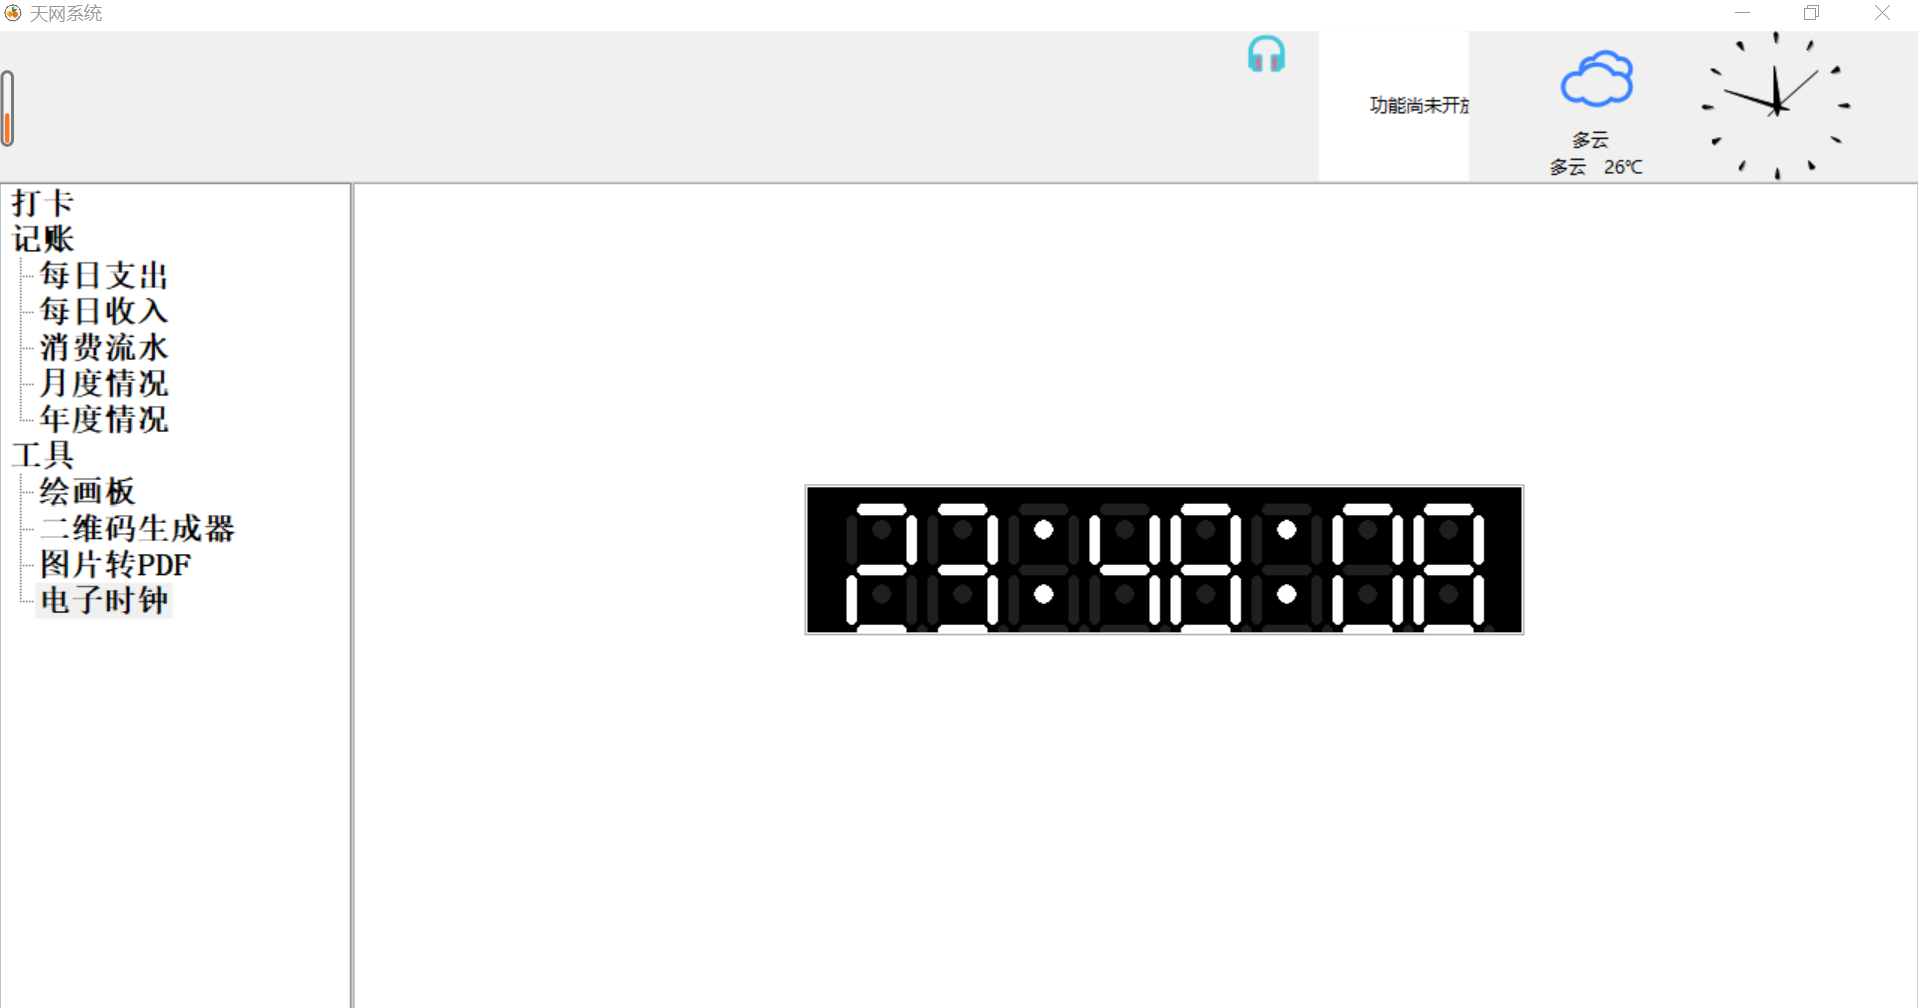 天网系统
功能尚未开放
多云
多云 26℃
打卡
记账
每日支出
每日收入
消费流水
月度情况
年度情况
工具
绘画板
二维码生成器
图片转PDF
电子时钟
23:48:08